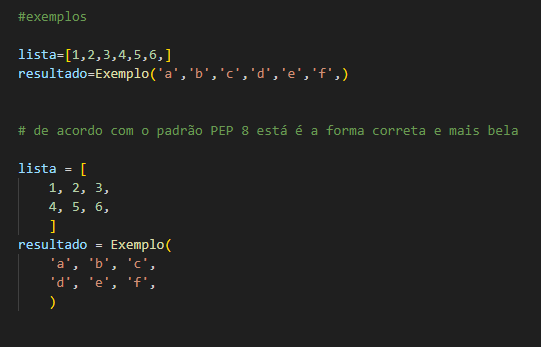 #exemplos
lista=[1,2,3,4,5,6,]
resultado=Exemplo('a','b','c','d','e','f',)
# de acordo com o padrão PEP 8 está é a forma correta e mais bela
lista = [
    1, 2, 3,
    4, 5, 6,
    ]
resultado = Exemplo(
    'a', 'b', 'c',
    'd', 'e', 'f',
    )